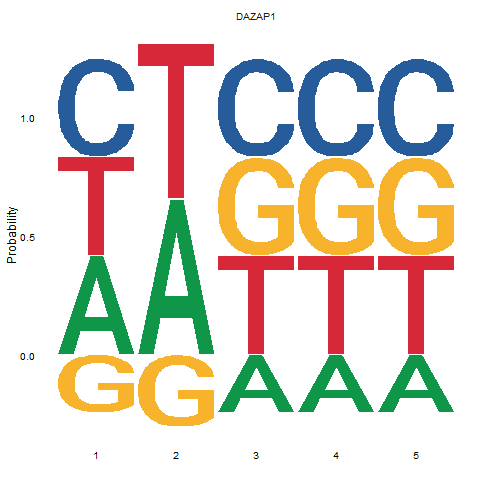 DAZAP1
Probability
1.0
0.5
0.0
C T C C C
T A G G G
A G T T T
G A A A
1 2 3 4 5